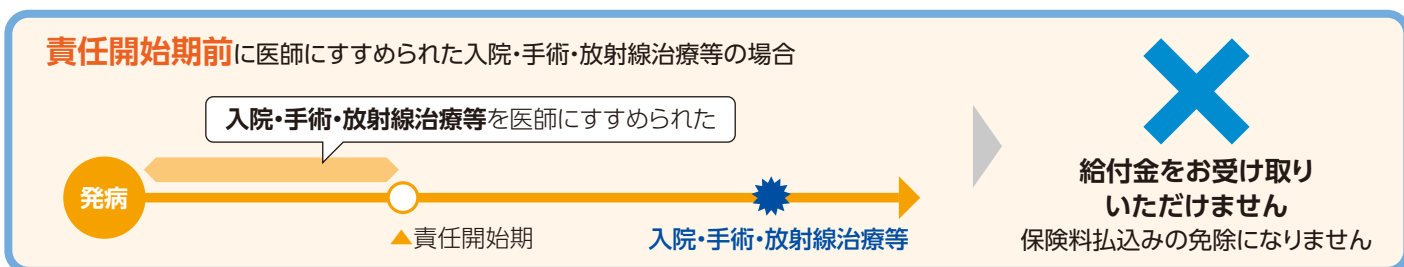 責任開始期前に医師にすすめられた入院・手術・放射線治療等の場合
入院・手術・放射線治療等を医師にすすめられた
発病
▲責任開始期
入院・手術・放射線治療等
給付金をお受け取り
いただけません
保険料払込みの免除になりません